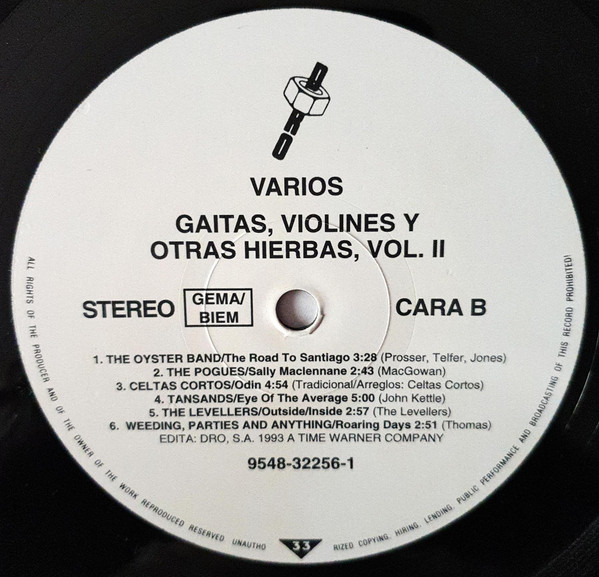 DRO
VARIOS
GAITAS, VIOLINES Y
OTRAS HIERBAS, VOL. II
STEREO GEMA/ BIEM CARA B
1. THE OYSTER BAND/The Road To Santiago 3:28 (Prosser, Telfer, Jones)
2. THE POGUES/Sally Maclennane 2:43 (MacGowan)
3. CELTAS CORTOS/Odin 4:54 (Tradicional/Arreglos: Celtas Cortos)
4. TANSANDS/Eye Of The Average 5:00 (John Kettle)
5. THE LEVELLERS/Outside/Inside 2:57 (The Levellers)
6. WEEDING, PARTIES AND ANYTHING/Roaring Days 2:51 (Thomas)
EDITA: DRO, S.A. 1993 A TIME WARNER COMPANY
9548-32256-1
ALL RIGHTS OF THE PRODUCER AND OF THE OWNER OF THE WORK REPRODUCED RESERVED UNAUTHO 33 RIZED COPYING, HIRING, LENDING, PUBLIC PERFORMANCE AND BROADCASTING OF THIS RECORD PROHIBITED!